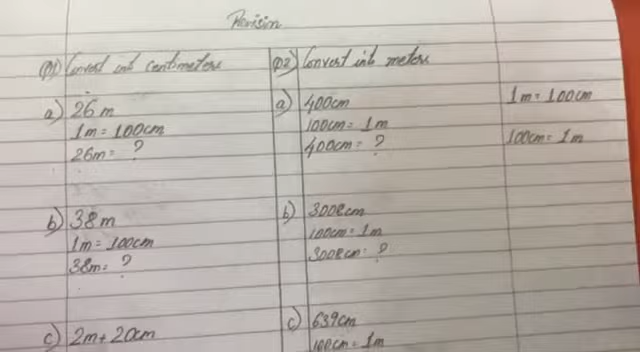 Revision
Q1) Convert into centimeters
a) 26m
1m = 100cm
26m = ?
b) 38m
1m = 100cm
38m = ?
c) 2m + 20cm
Q2) Convert into meters
a) 400cm
100cm = 1m
400cm = ?
b) 3008cm
100cm = 1m
3008cm = ?
c) 639cm
100cm = 1m
1m = 100cm
100cm = 1m